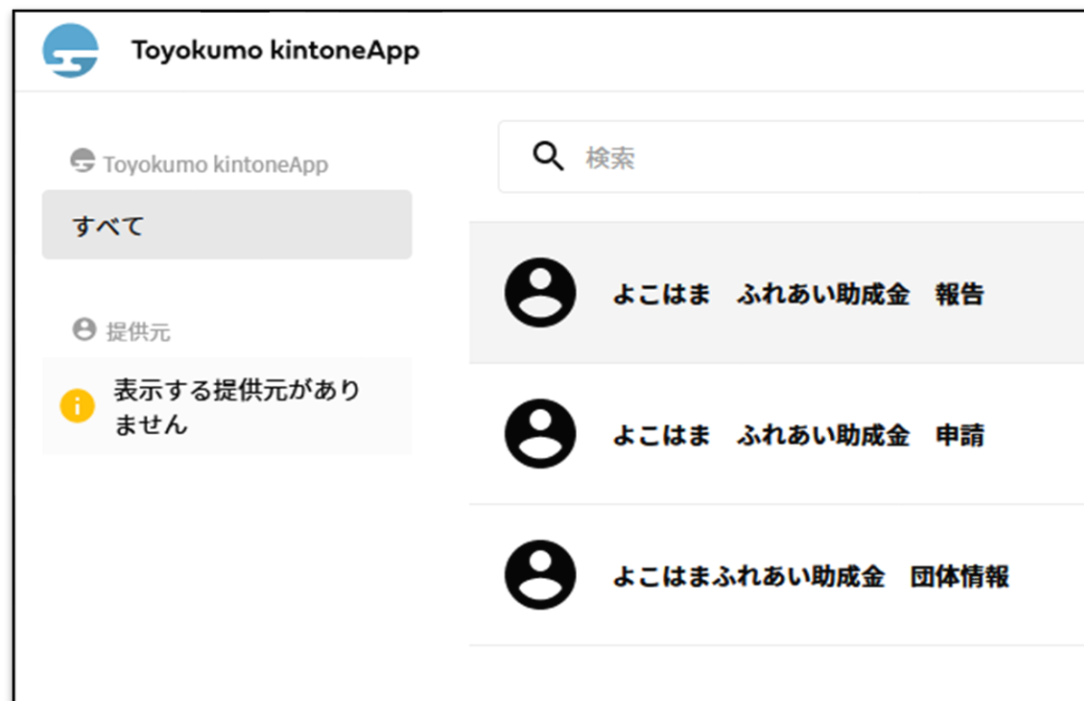 Toyokumo kintoneApp
Toyokumo kintoneApp
すべて
提供元
表示する提供元があり
ません
検索
よこはま　ふれあい助成金　報告
よこはま　ふれあい助成金　申請
よこはまふれあい助成金　団体情報